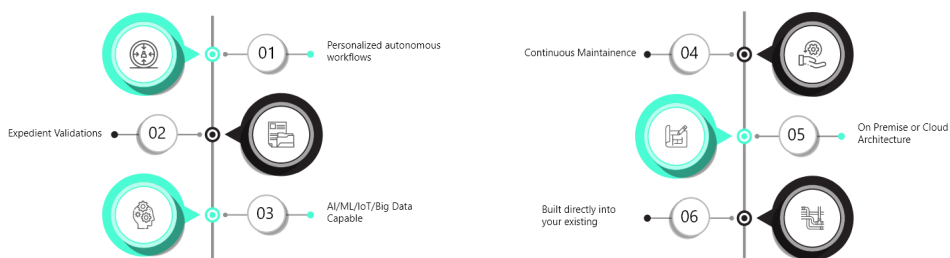 01
Personalized autonomous
workflows
Expedient Validations
02
03
AI/ML/IoT/Big Data
Capable
Continuous Maintainence
04
05
On Premise or Cloud
Architecture
Built directly into
your existing
06